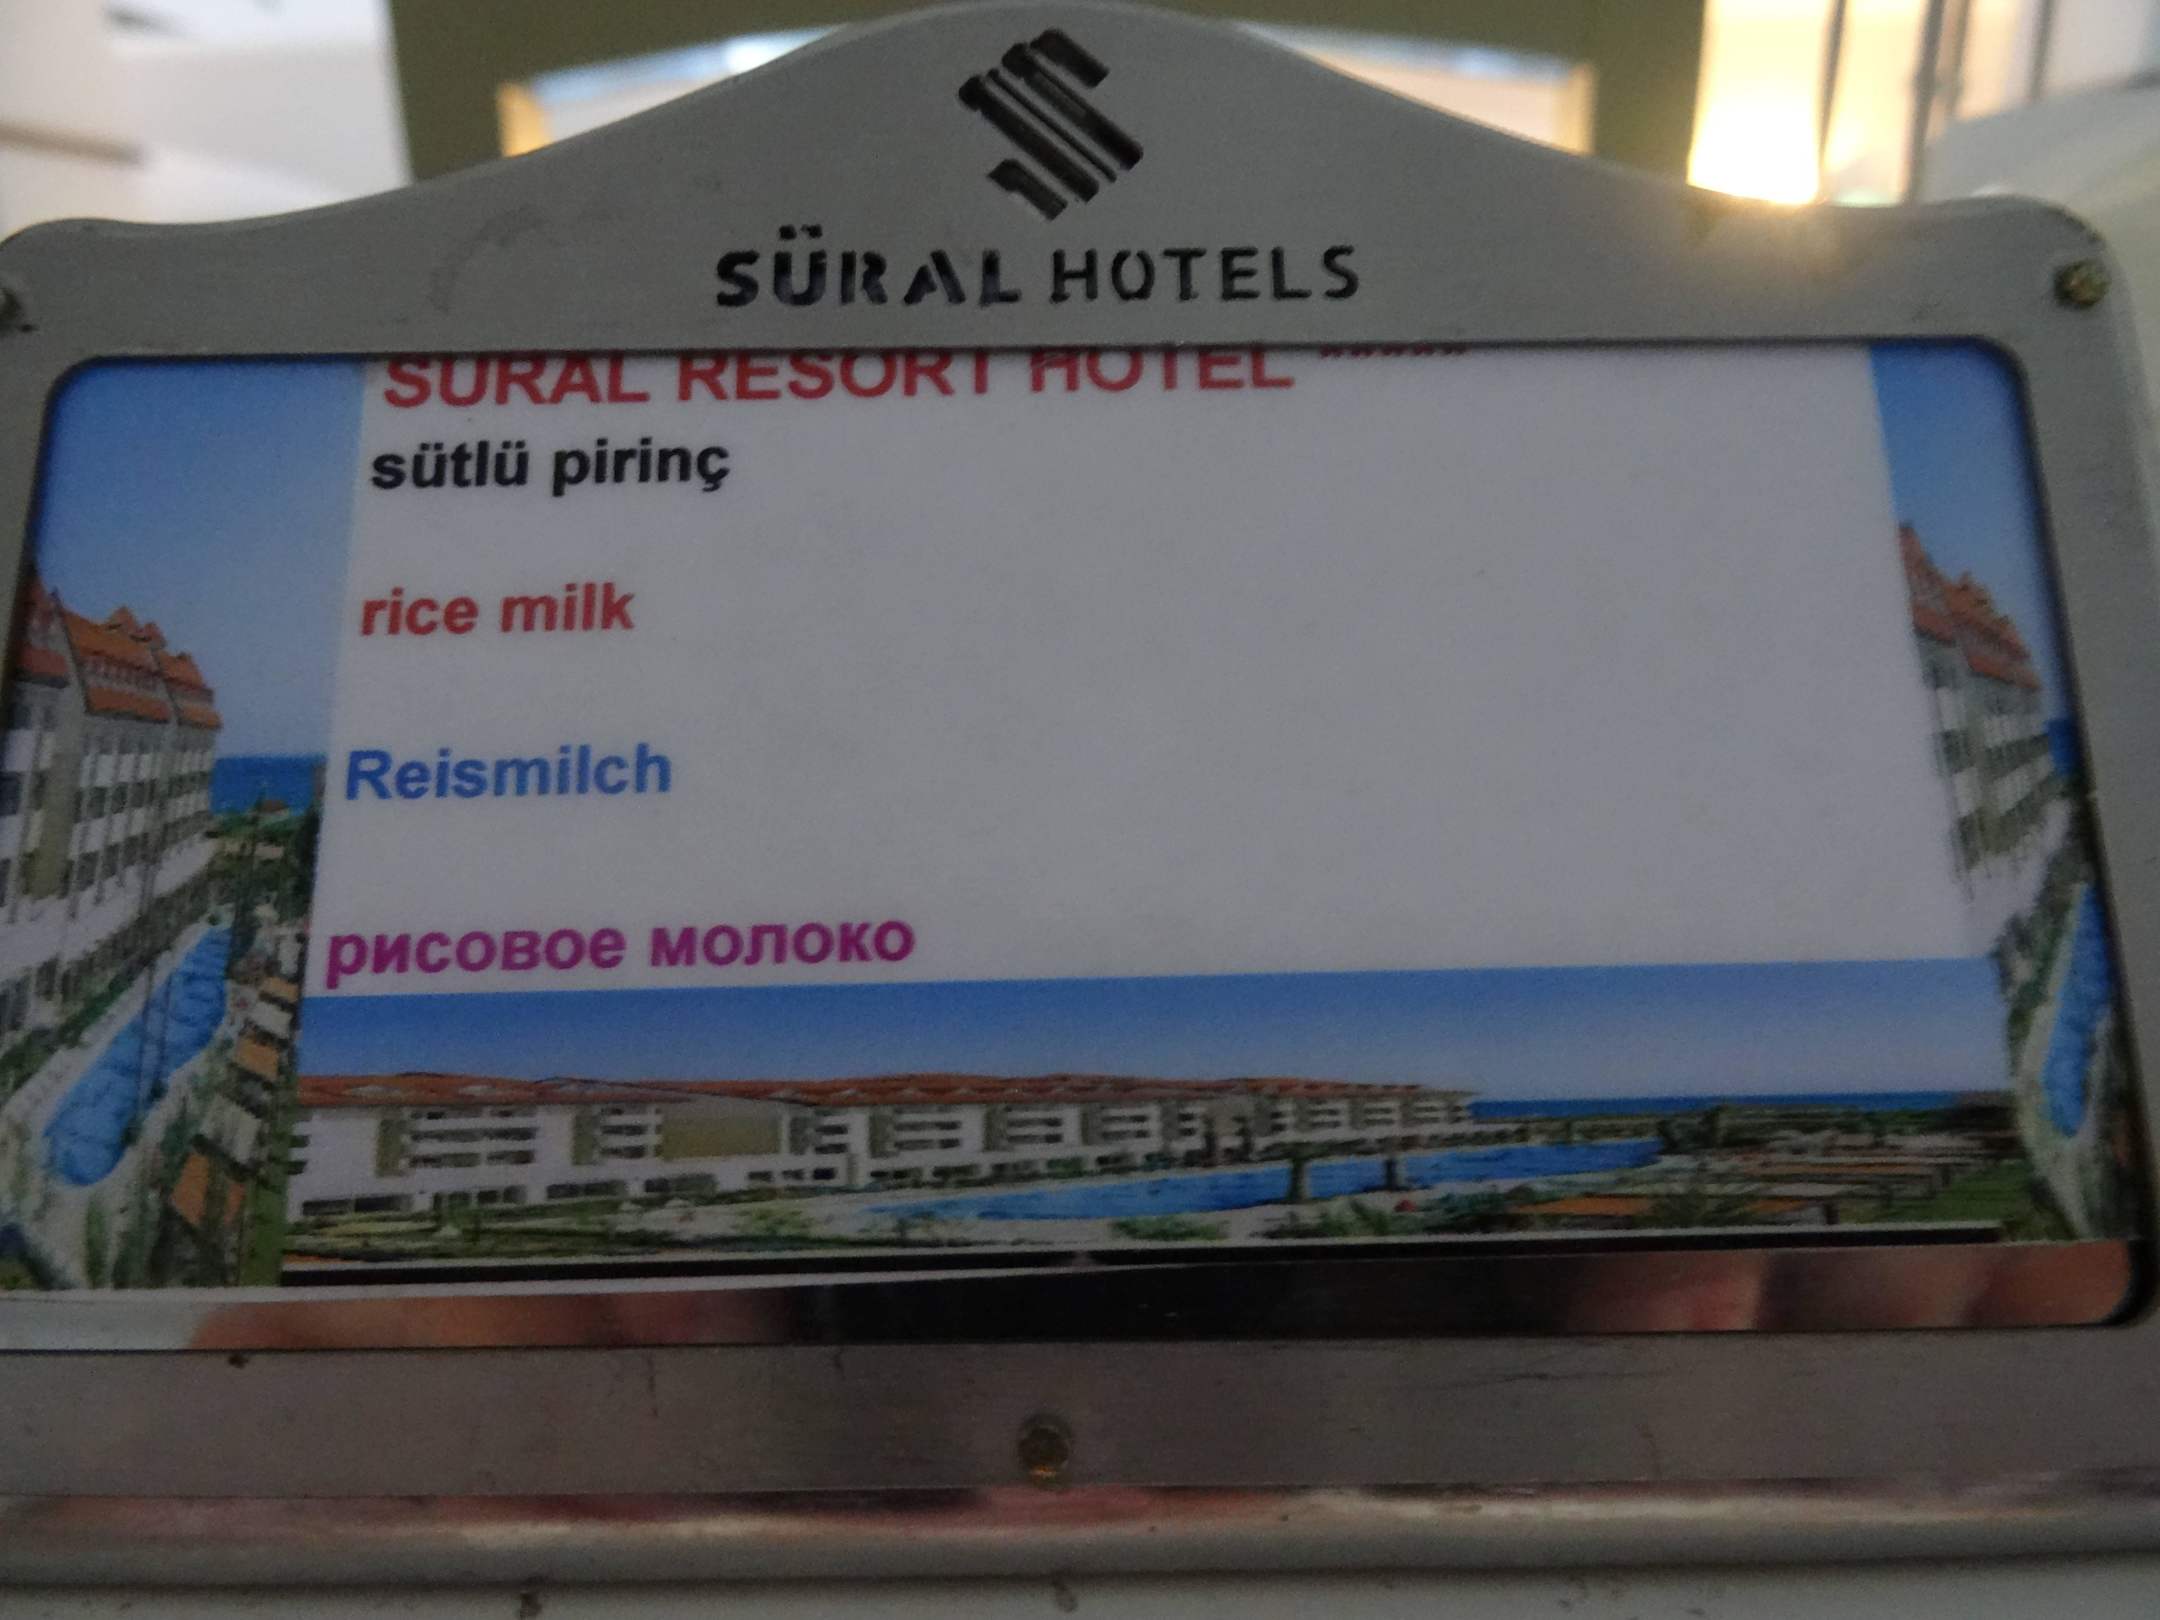 SÜRAL HOTELS
SURAL RESORT HOTEL *****
sütlü pirinç
rice milk
Reismilch
рисовое молоко